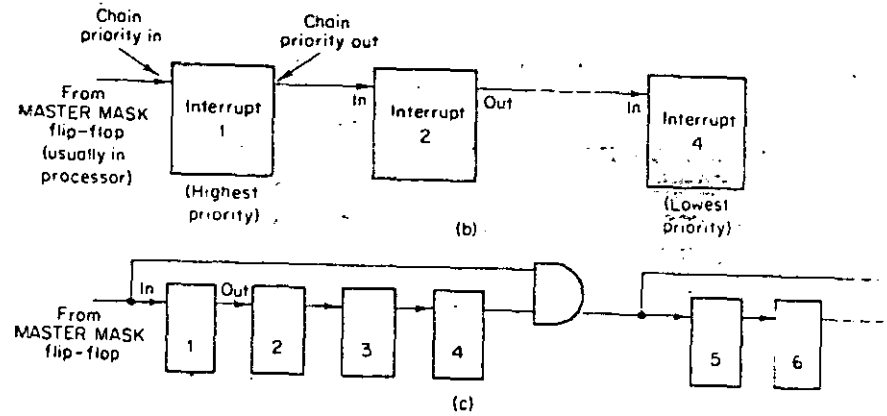 Chain
priority in
Chain
priority out
From
MASTER MASK
flip-flop
(usually in
processor)
Interrupt
1
(Highest
priority)
In
Interrupt
2
Out
In
Interrupt
4
(Lowest
priority)
(b)
In
Out
From
MASTER MASK
flip-flop
1
2
3
4
5
6
(c)